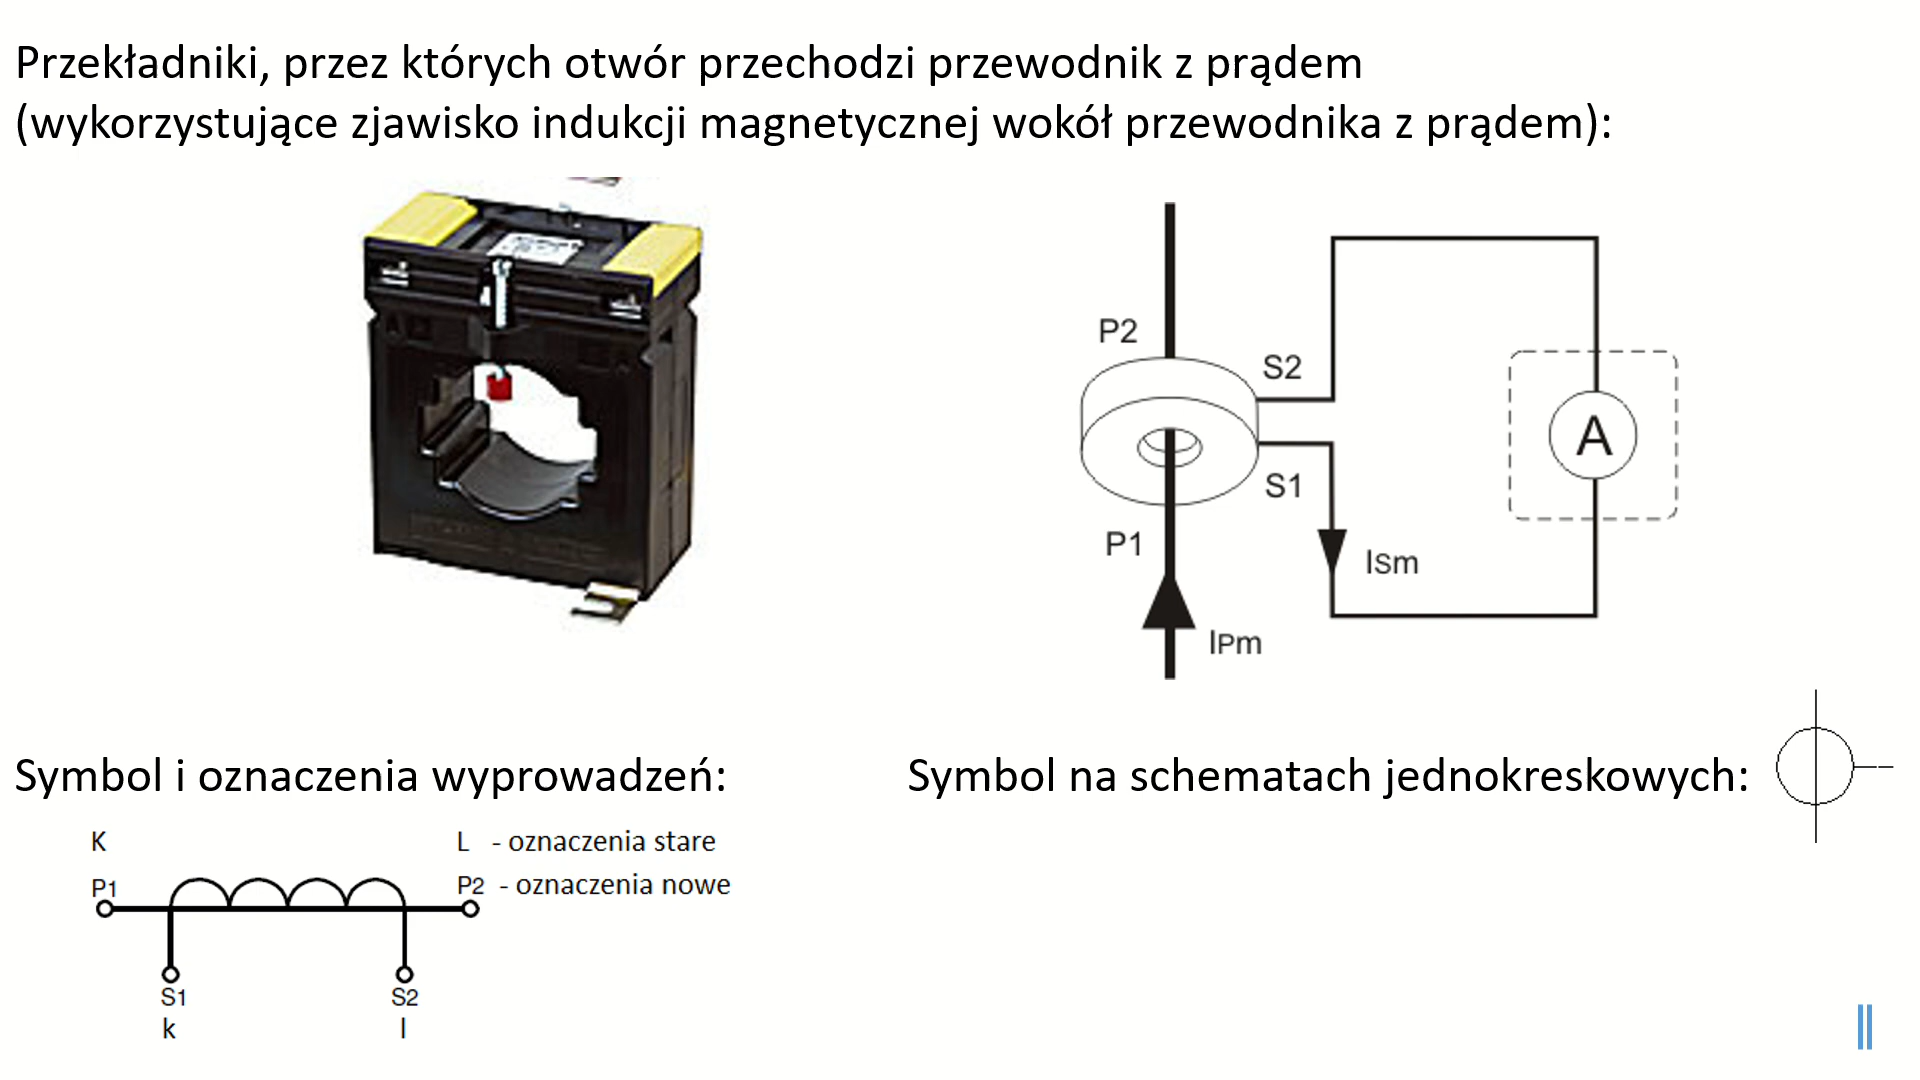 Przekładniki, przez których otwór przechodzi przewodnik z prądem
(wykorzystujące zjawisko indukcji magnetycznej wokół przewodnika z prądem):
P2
S2
A
S1
P1
ISm
IPm
Symbol i oznaczenia wyprowadzeń:
Symbol na schematach jednokreskowych:
K
L - oznaczenia stare
P1
P2 - oznaczenia nowe
S1
S2
k
l